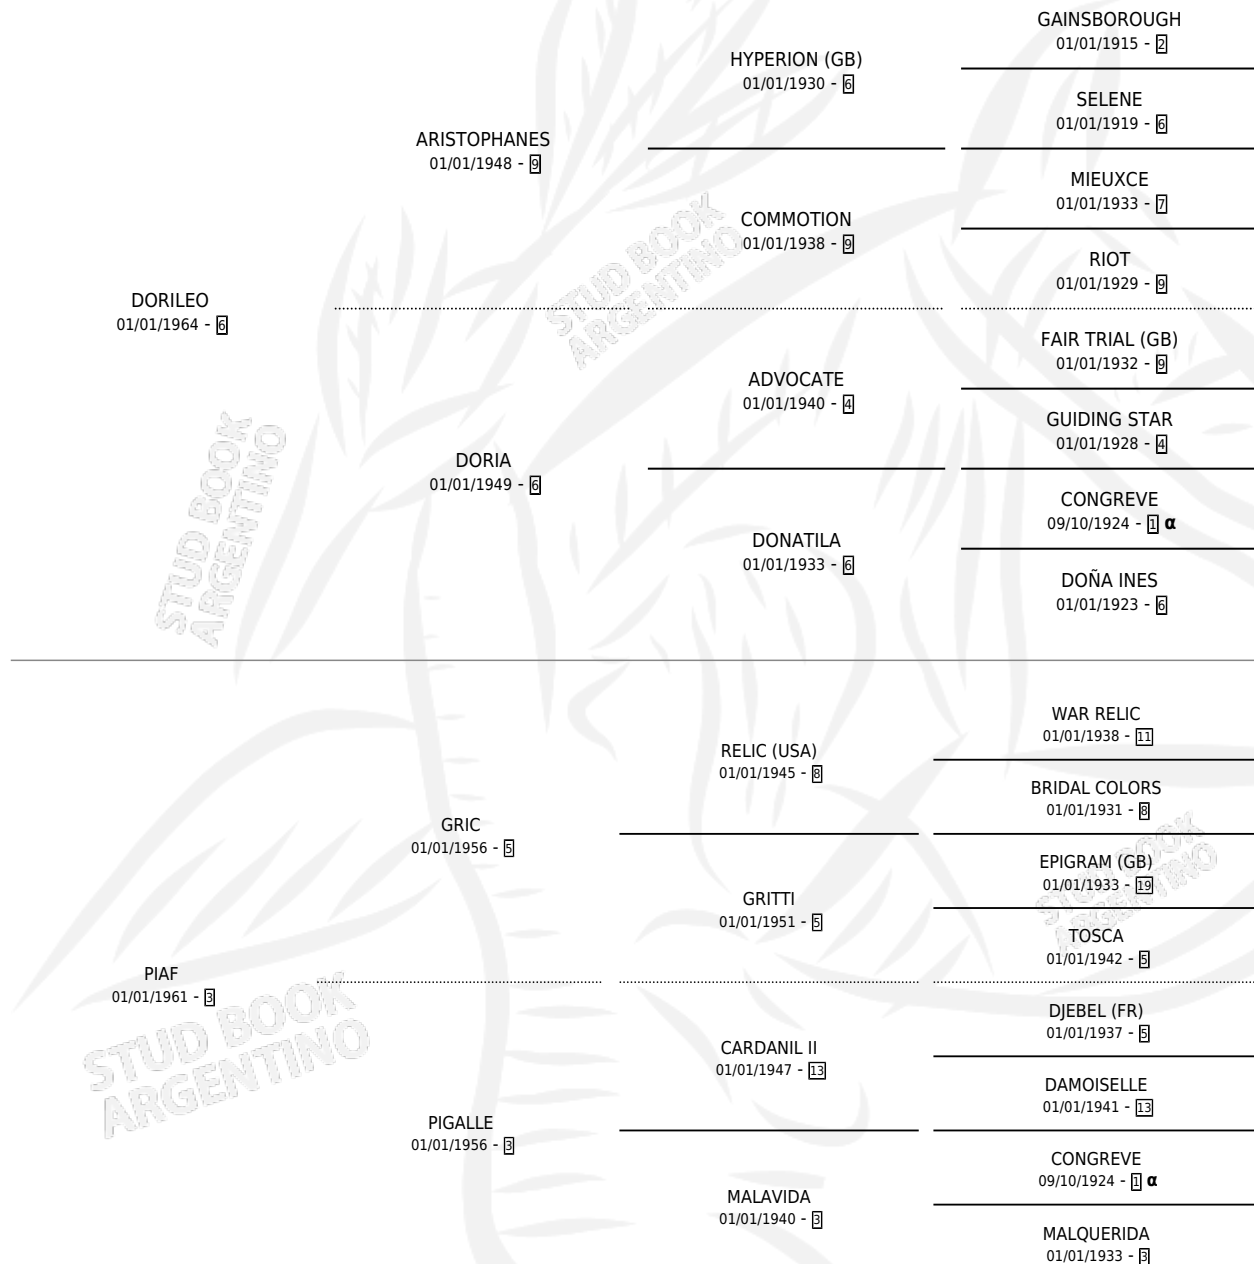 GAINSBOROUGH
01/01/1915 - 2
HYPERION (GB)
01/01/1930 - 6
SELENE
01/01/1919 - 6
ARISTOPHANES
01/01/1948 - 9
MIEUXCE
01/01/1933 - 7
COMMOTION
01/01/1938 - 9
RIOT
01/01/1929 - 9
DORILEO
01/01/1964 - 6
FAIR TRIAL (GB)
01/01/1932 - 9
ADVOCATE
01/01/1940 - 4
GUIDING STAR
01/01/1928 - 4
DORIA
01/01/1949 - 6
CONGREVE
09/10/1924 - 1 α
DONATILA
01/01/1933 - 6
DOÑA INES
01/01/1923 - 6
WAR RELIC
01/01/1938 - 11
RELIC (USA)
01/01/1945 - 8
BRIDAL COLORS
01/01/1931 - 8
GRIC
01/01/1956 - 5
EPIGRAM (GB)
01/01/1933 - 19
GRITTI
01/01/1951 - 5
TOSCA
01/01/1942 - 5
PIAF
01/01/1961 - 3
DJEBEL (FR)
01/01/1937 - 5
CARDANIL II
01/01/1947 - 13
DAMOISELLE
01/01/1941 - 13
PIGALLE
01/01/1956 - 3
CONGREVE
09/10/1924 - 1 α
MALAVIDA
01/01/1940 - 3
MALQUERIDA
01/01/1933 - 3
STUD BOOK
ARGENTINO
STUD BOOK
ARGENTINO
STUD BOOK
ARGENTINO
STUD BOOK
ARGENTINO